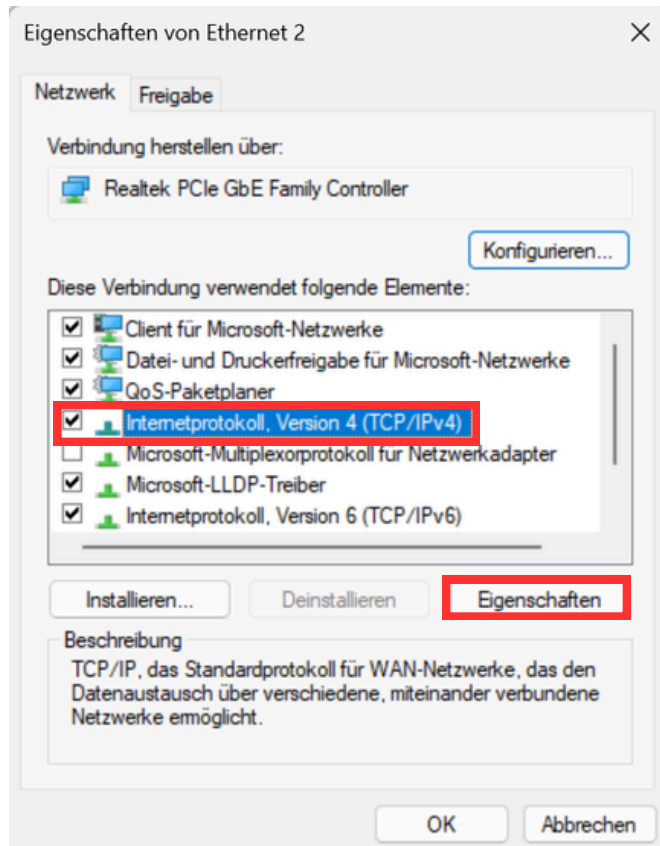 Eigenschaften von Ethernet 2
Netzwerk
Freigabe
Verbindung herstellen über:
Realtek PCIe GbE Family Controller
Konfigurieren...
Diese Verbindung verwendet folgende Elemente:
Client für Microsoft-Netzwerke
Datei- und Druckerfreigabe für Microsoft-Netzwerke
QoS-Paketplaner
Internetprotokoll, Version 4 (TCP/IPv4)
Microsoft-Multiplexorprotokoll für Netzwerkadapter
Microsoft-LLDP-Treiber
Internetprotokoll, Version 6 (TCP/IPv6)
Installieren...
Deinstallieren
Eigenschaften
Beschreibung
TCP/IP, das Standardprotokoll für WAN-Netzwerke, das den
Datenaustausch über verschiedene, miteinander verbundene
Netzwerke ermöglicht.
OK
Abbrechen